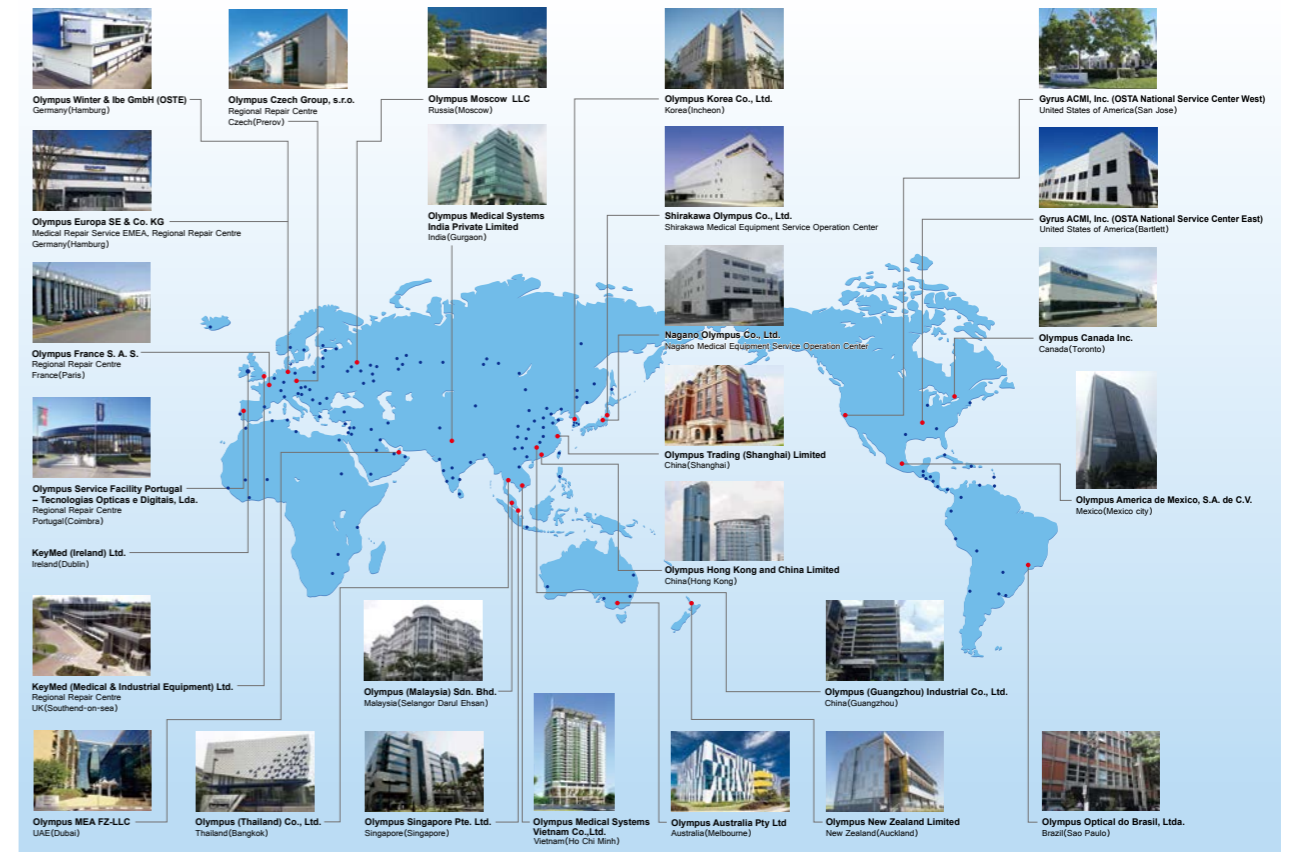 Olympus Winter & Ibe GmbH (OSTE)
Germany(Hamburg)
Olympus Czech Group, s.r.o.
Regional Repair Centre
Czech(Prerov)
Olympus Moscow LLC
Russia(Moscow)
Olympus Korea Co., Ltd.
Korea(Incheon)
Gyrus ACMI, Inc. (OSTA National Service Center West)
United States of America(San Jose)
Olympus Europa SE & Co. KG
Medical Repair Service EMEA, Regional Repair Centre
Germany(Hamburg)
Olympus Medical Systems
India Private Limited
India(Gurgaon)
Shirakawa Olympus Co., Ltd.
Shirakawa Medical Equipment Service Operation Center
Gyrus ACMI, Inc. (OSTA National Service Center East)
United States of America(Bartlett)
Olympus France S. A. S.
Regional Repair Centre
France(Paris)
Nagano Olympus Co., Ltd.
Nagano Medical Equipment Service Operation Center
Olympus Canada Inc.
Canada(Toronto)
Olympus Service Facility Portugal
– Tecnologias Opticas e Digitais, Lda.
Regional Repair Centre
Portugal(Coimbra)
Olympus Trading (Shanghai) Limited
China(Shanghai)
Olympus America de Mexico, S.A. de C.V.
Mexico(Mexico city)
KeyMed (Ireland) Ltd.
Ireland(Dublin)
Olympus Hong Kong and China Limited
China(Hong Kong)
KeyMed (Medical & Industrial Equipment) Ltd.
Regional Repair Centre
UK(Southend-on-sea)
Olympus (Malaysia) Sdn. Bhd.
Malaysia(Selangor Darul Ehsan)
Olympus (Guangzhou) Industrial Co., Ltd.
China(Guangzhou)
Olympus MEA FZ-LLC
UAE(Dubai)
Olympus (Thailand) Co., Ltd.
Thailand(Bangkok)
Olympus Singapore Pte. Ltd.
Singapore(Singapore)
Olympus Medical Systems
Vietnam Co.,Ltd.
Vietnam(Ho Chi Minh)
Olympus Australia Pty Ltd
Australia(Melbourne)
Olympus New Zealand Limited
New Zealand(Auckland)
Olympus Optical do Brasil, Ltda.
Brazil(Sao Paulo)